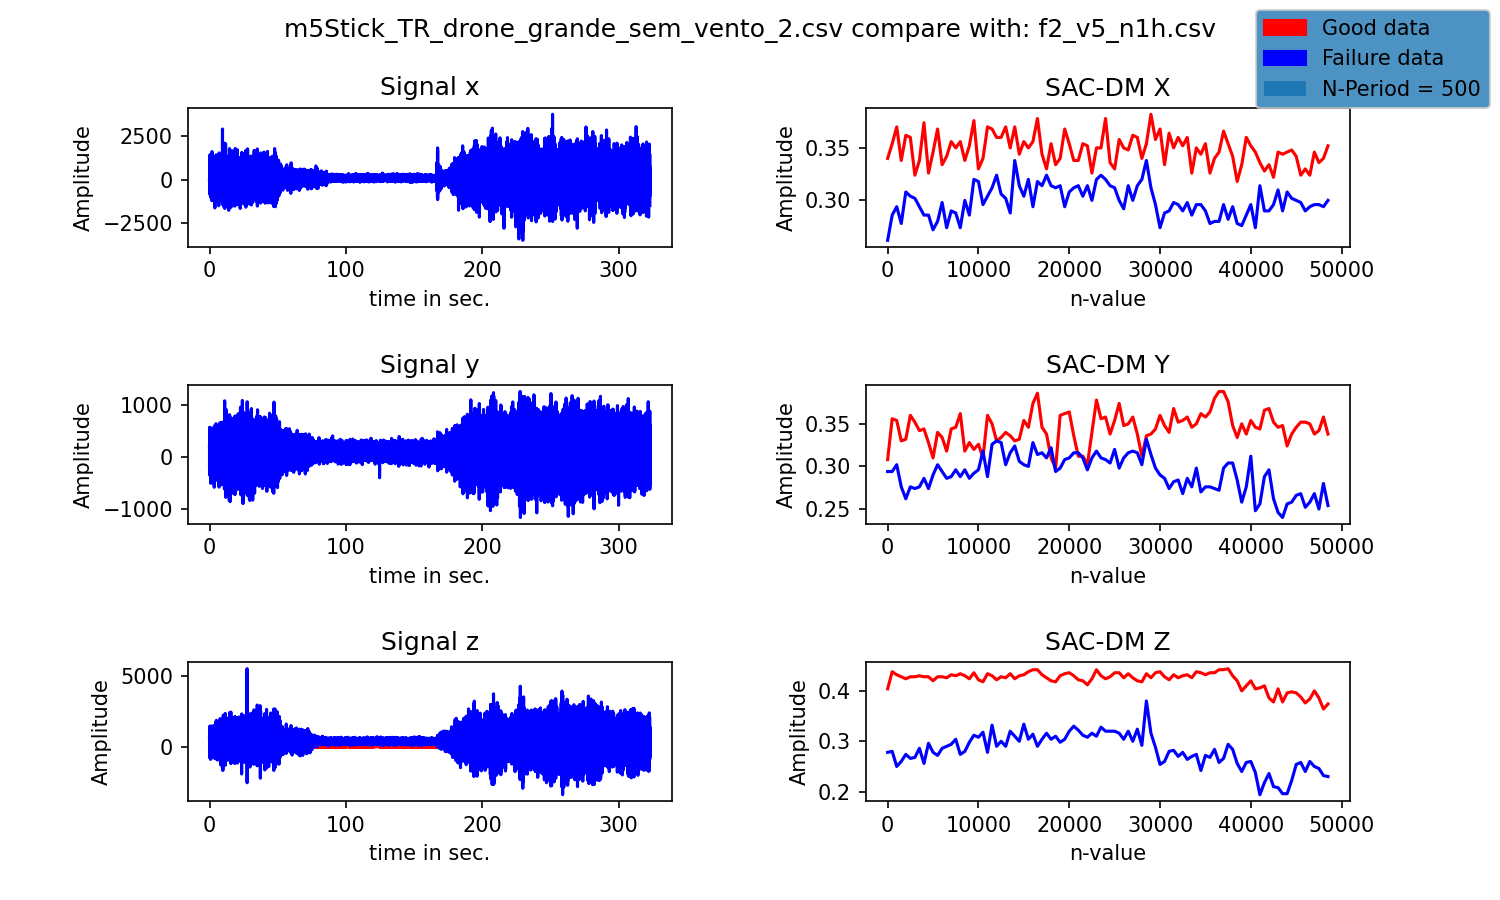 m5Stick_TR_drone_grande_sem_vento_2.csv compare with: f2_v5_n1h.csv
Good data
Failure data
N-Period = 500
Signal x
Amplitude
2500
0
−2500
0 100 200 300
time in sec.
SAC-DM X
Amplitude
0.35
0.30
0 10000 20000 30000 40000 50000
n-value
Signal y
Amplitude
1000
0
−1000
0 100 200 300
time in sec.
SAC-DM Y
Amplitude
0.35
0.30
0.25
0 10000 20000 30000 40000 50000
n-value
Signal z
Amplitude
5000
0
0 100 200 300
time in sec.
SAC-DM Z
Amplitude
0.4
0.3
0.2
0 10000 20000 30000 40000 50000
n-value